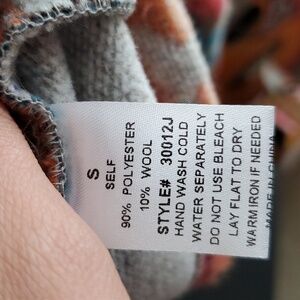 S
SELF
90% POLYESTER
10% WOOL
STYLE# 30012J
HAND WASH COLD
WATER SEPARATELY
DO NOT USE BLEACH
LAY FLAT TO DRY
WARM IRON IF NEEDED
MADE IN CHINA